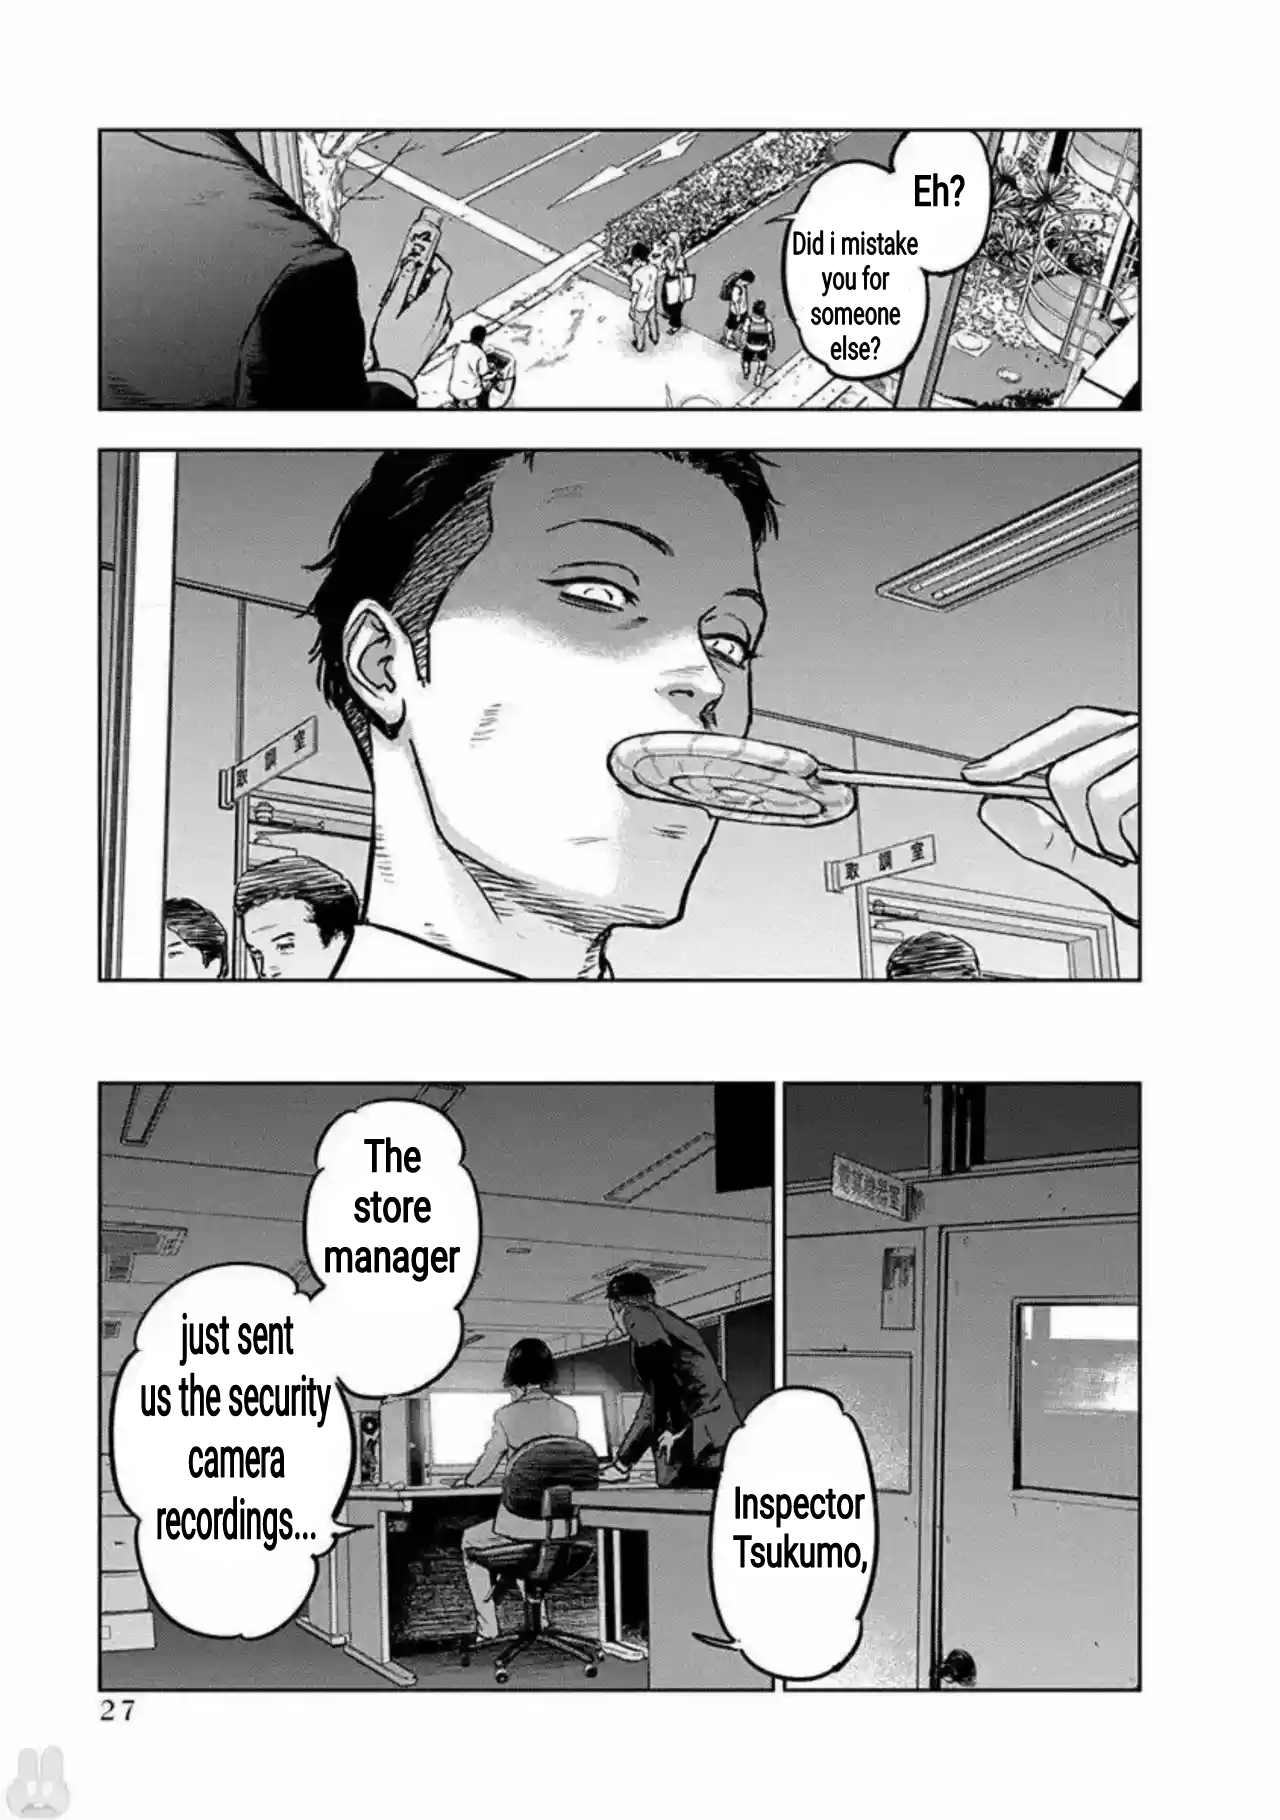 Eh?
Did i mistake
you for
someone
else?
取調室
取調室
Inspector
Tsukumo,
The
store
manager
just sent
us the security
camera
recordings...
27